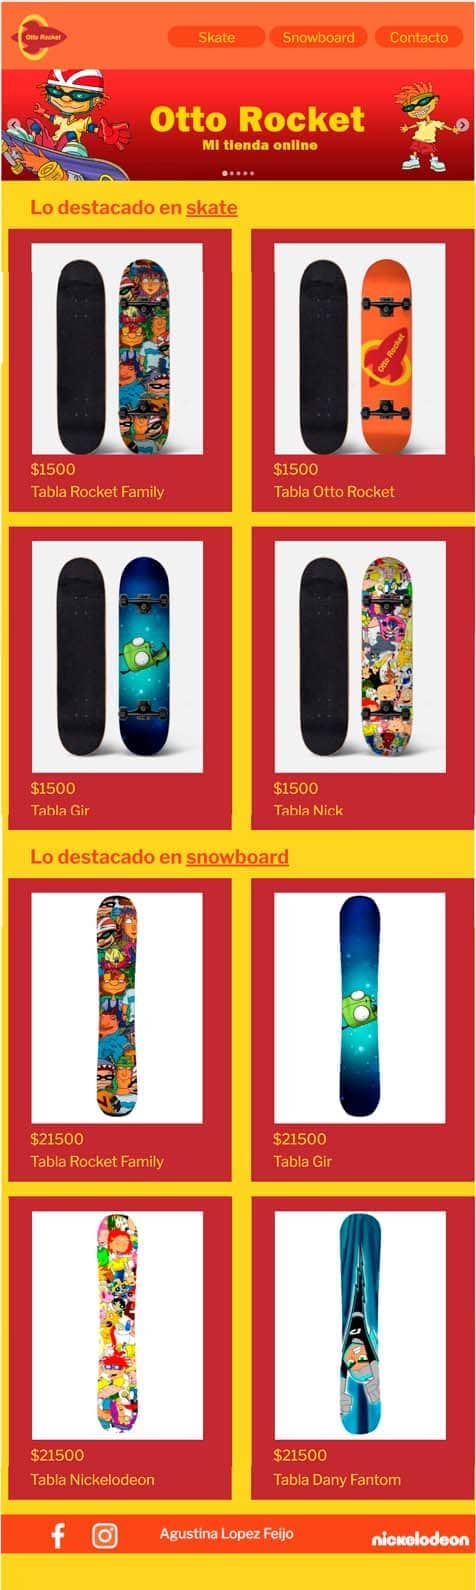 Otto Rocket
Skate
Snowboard
Contacto
Otto Rocket
Mi tienda online
Lo destacado en skate
Otto Rocket
$1500
Tabla Rocket Family
$1500
Tabla Otto Rocket
$1500
Tabla Gir
$1500
Tabla Nick
Lo destacado en snowboard
$21500
Tabla Rocket Family
$21500
Tabla Gir
$21500
Tabla Nickelodeon
$21500
Tabla Dany Fantom
Agustina Lopez Feijo
nickelodeon